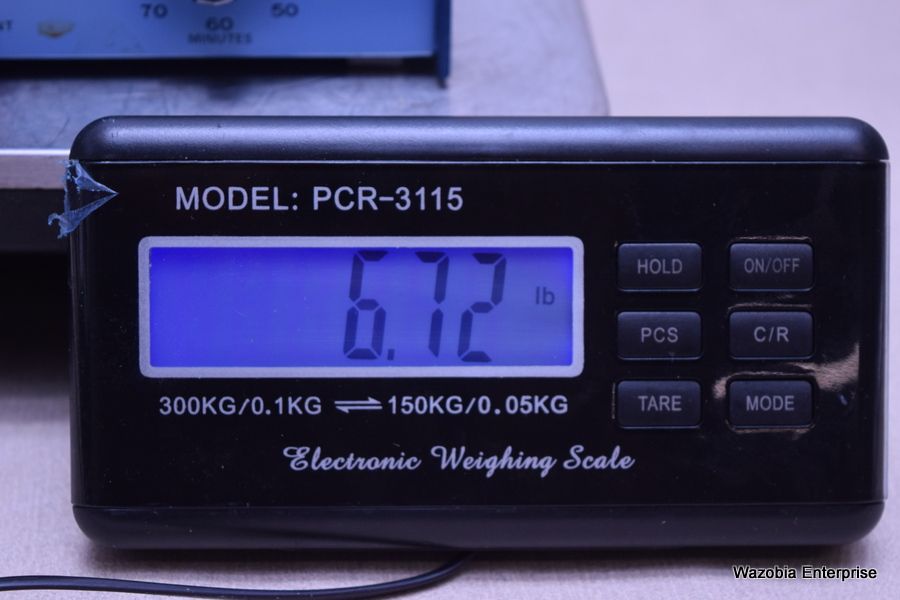 70 60 50
NT
MINUTES
MODEL: PCR-3115
6.72 lb
HOLD ON/OFF
PCS C/R
TARE MODE
300KG/0.1KG ⇌ 150KG/0.05KG
Electronic Weighing Scale
Wazobia Enterprise